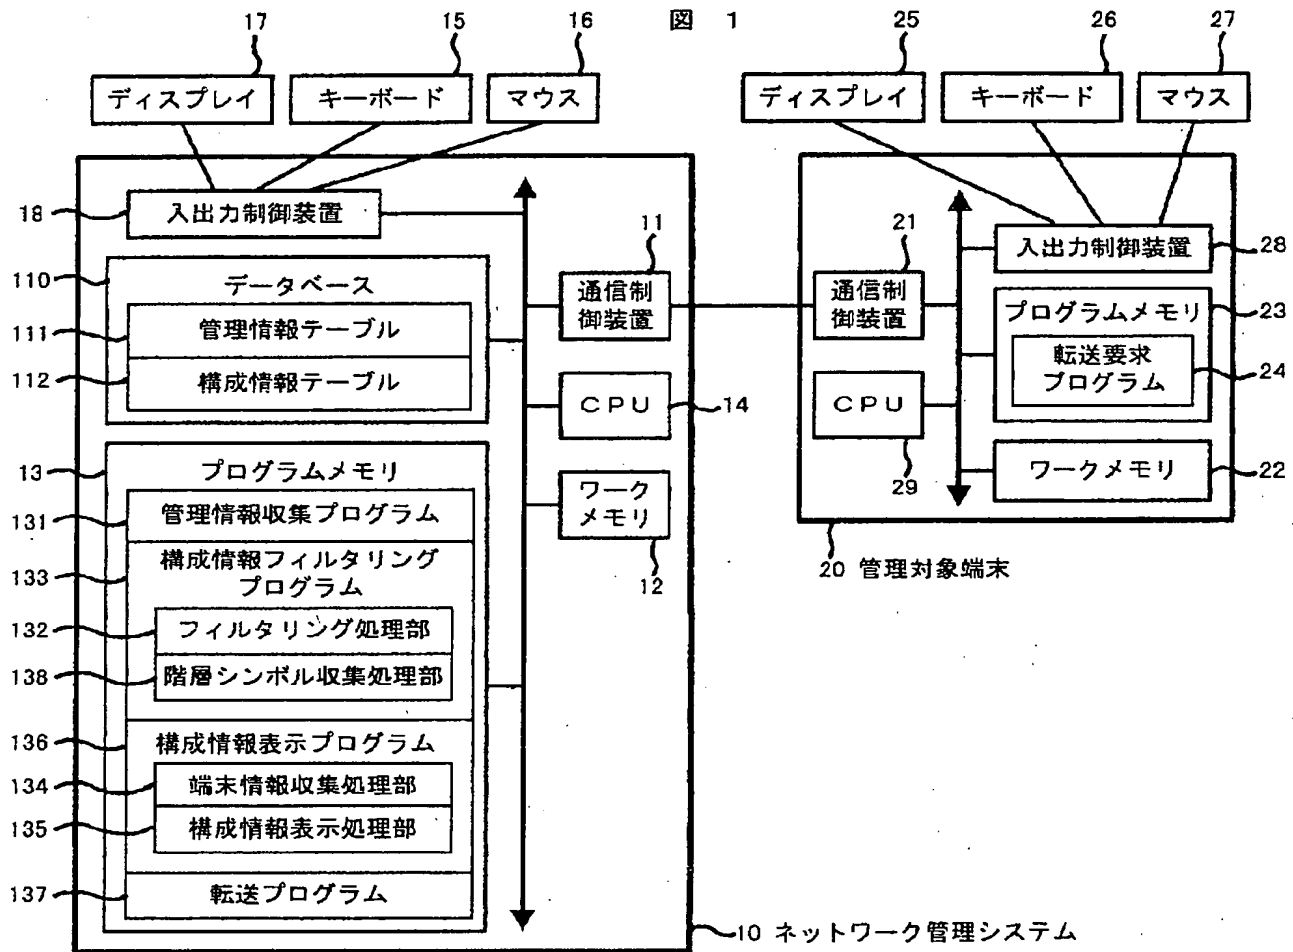 図 1
17
15
16
25
26
27
ディスプレイ
キーボード
マウス
ディスプレイ
キーボード
マウス
18
入出力制御装置
11
通信制
御装置
21
通信制
御装置
入出力制御装置
28
110
データベース
111
管理情報テーブル
112
構成情報テーブル
プログラムメモリ
23
転送要求
プログラム
24
CPU
14
CPU
29
ワークメモリ
22
13
プログラムメモリ
131
管理情報収集プログラム
ワーク
メモリ
12
133
構成情報フィルタリング
プログラム
20 管理対象端末
132
フィルタリング処理部
138
階層シンボル収集処理部
136
構成情報表示プログラム
134
端末情報収集処理部
135
構成情報表示処理部
137
転送プログラム
10 ネットワーク管理システム